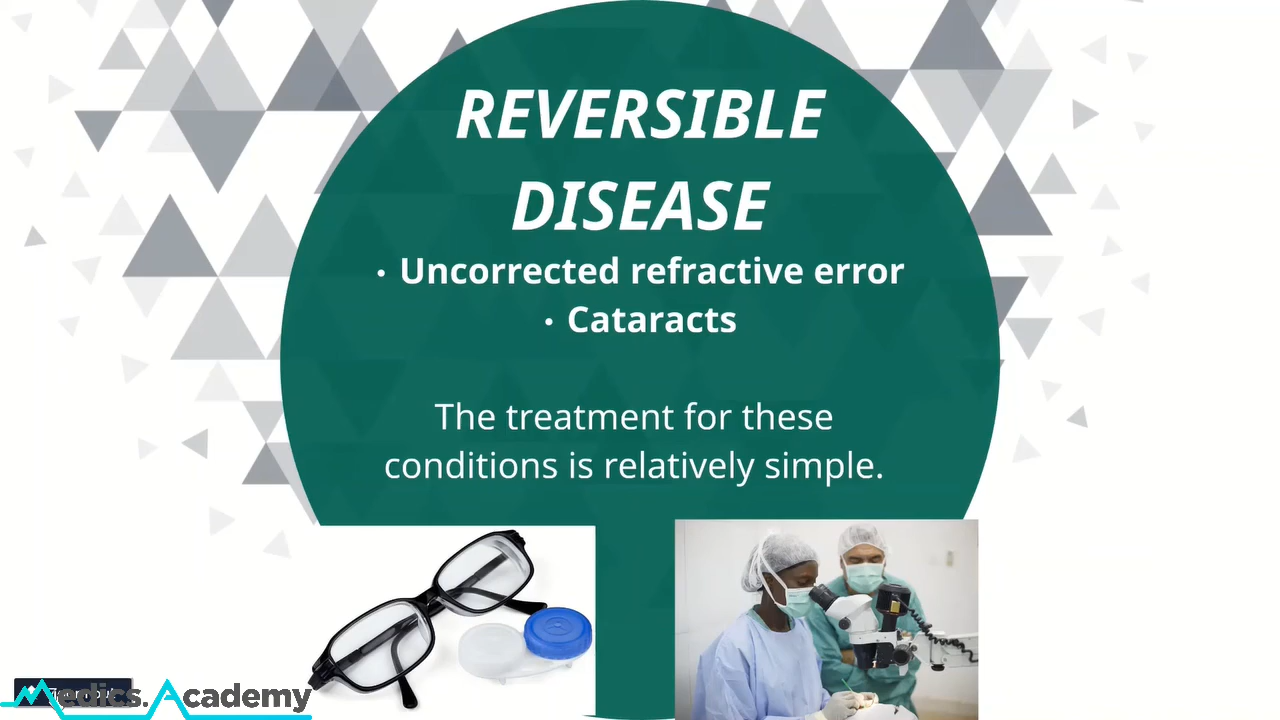 REVERSIBLE
DISEASE
• Uncorrected refractive error
• Cataracts
The treatment for these
conditions is relatively simple.
Medics.Academy